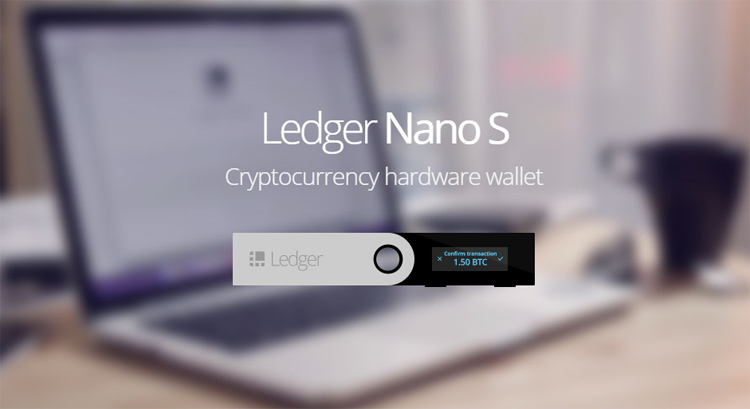 Ledger Nano S
Cryptocurrency hardware wallet
Ledger
Confirm transaction
1.50 BTC